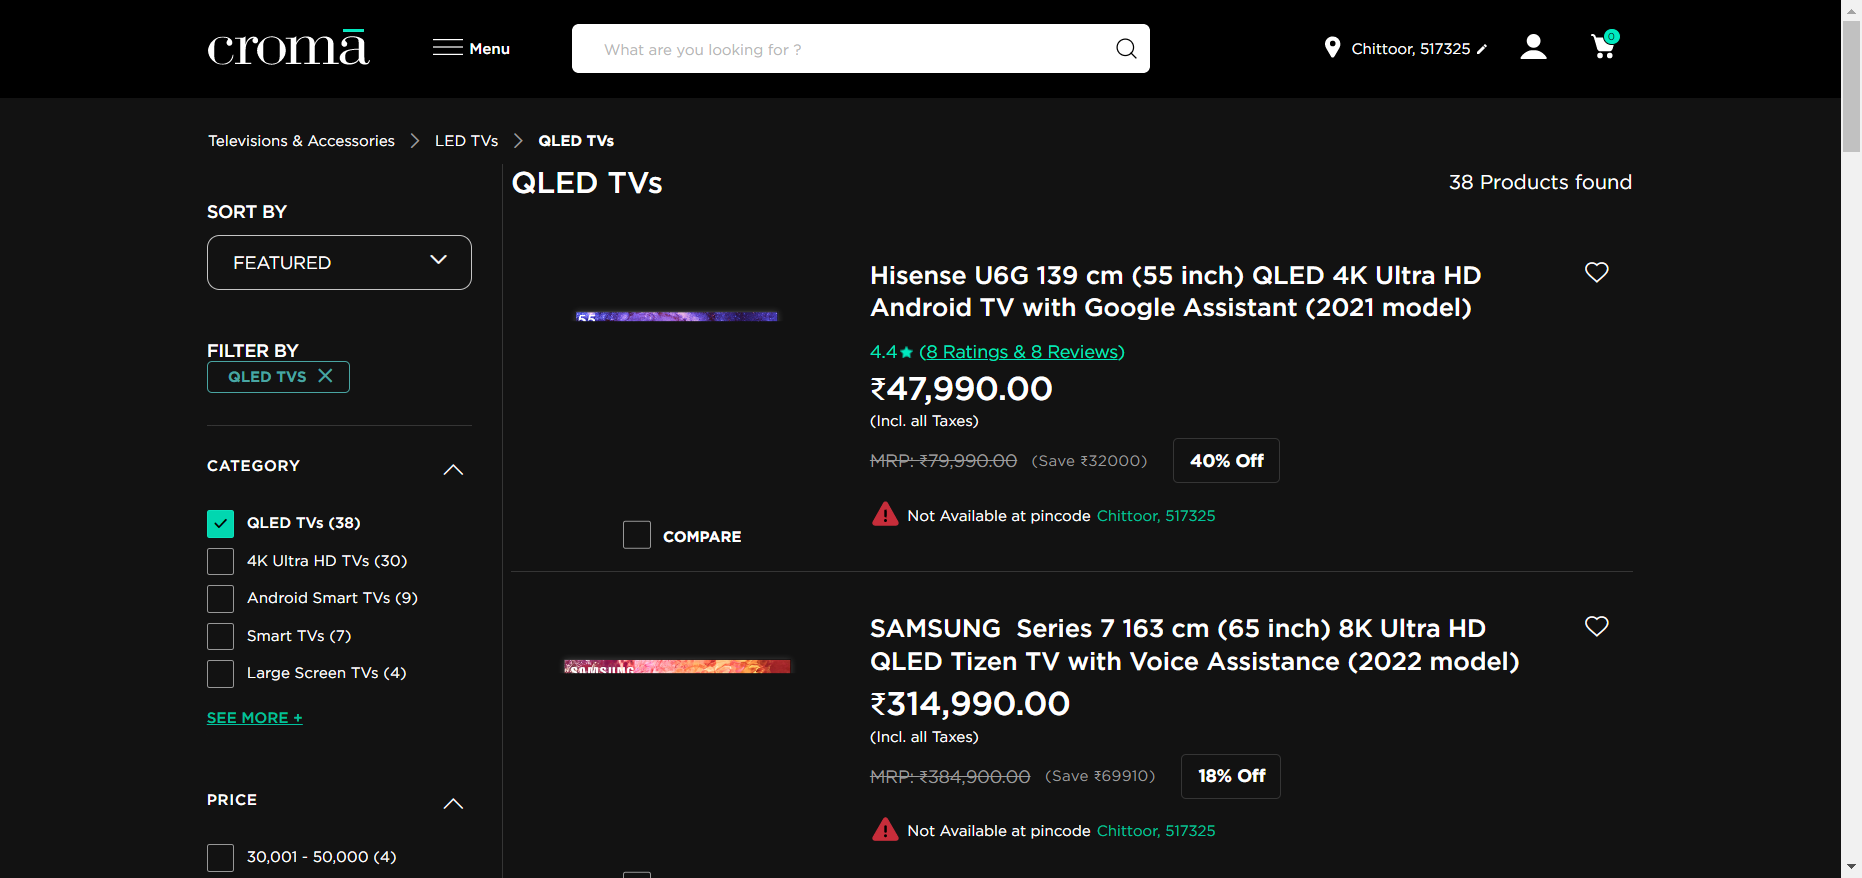 cromā
Menu
What are you looking for ?
Chittoor, 517325
0
Televisions & Accessories
LED TVs
QLED TVs
QLED TVs
38 Products found
SORT BY
FEATURED
FILTER BY
QLED TVS
CATEGORY
QLED TVs (38)
4K Ultra HD TVs (30)
Android Smart TVs (9)
Smart TVs (7)
Large Screen TVs (4)
SEE MORE +
PRICE
30,001 - 50,000 (4)
55
Hisense U6G 139 cm (55 inch) QLED 4K Ultra HD
Android TV with Google Assistant (2021 model)
4.4★ (8 Ratings & 8 Reviews)
₹47,990.00
(Incl. all Taxes)
MRP: ₹79,990.00 (Save ₹32000) 40% Off
Not Available at pincode Chittoor, 517325
COMPARE
SAMSUNG
SAMSUNG Series 7 163 cm (65 inch) 8K Ultra HD
QLED Tizen TV with Voice Assistance (2022 model)
₹314,990.00
(Incl. all Taxes)
MRP: ₹384,900.00 (Save ₹69910) 18% Off
Not Available at pincode Chittoor, 517325